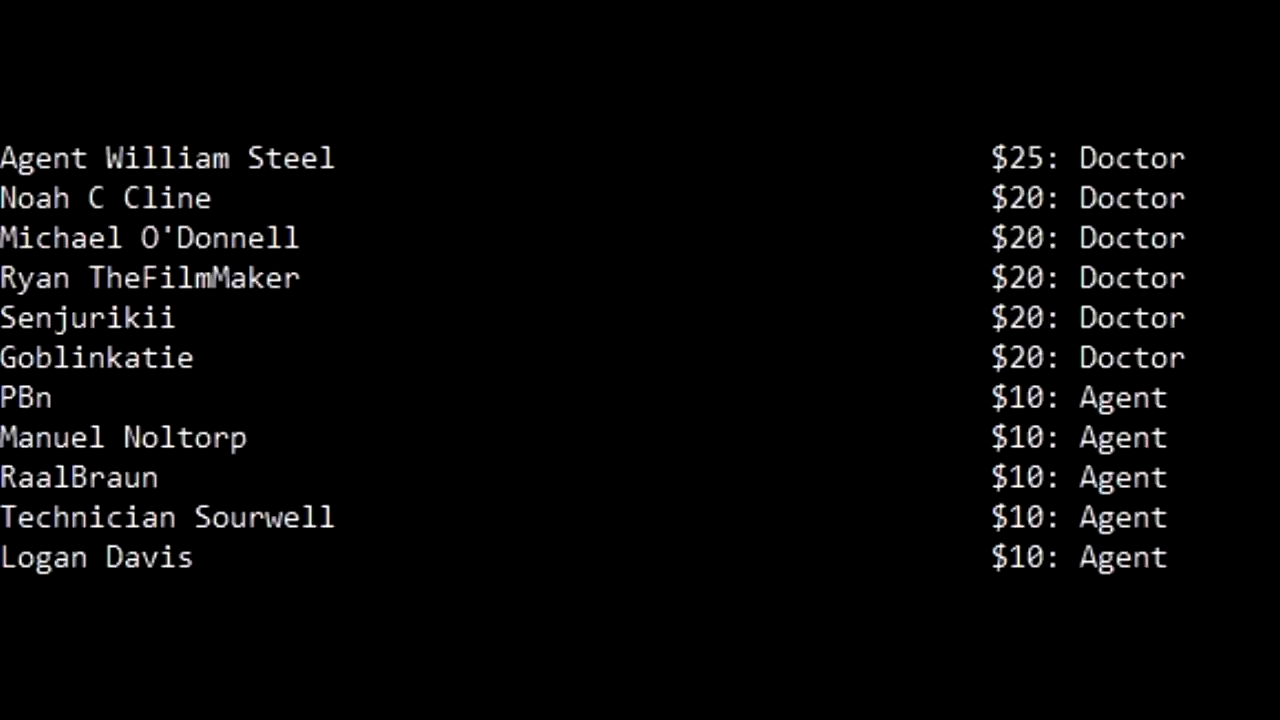 Agent William Steel $25: Doctor
Noah C Cline $20: Doctor
Michael O'Donnell $20: Doctor
Ryan TheFilmMaker $20: Doctor
Senjurikii $20: Doctor
Goblinkatie $20: Doctor
PBn $10: Agent
Manuel Noltorp $10: Agent
RaalBraun $10: Agent
Technician Sourwell $10: Agent
Logan Davis $10: Agent